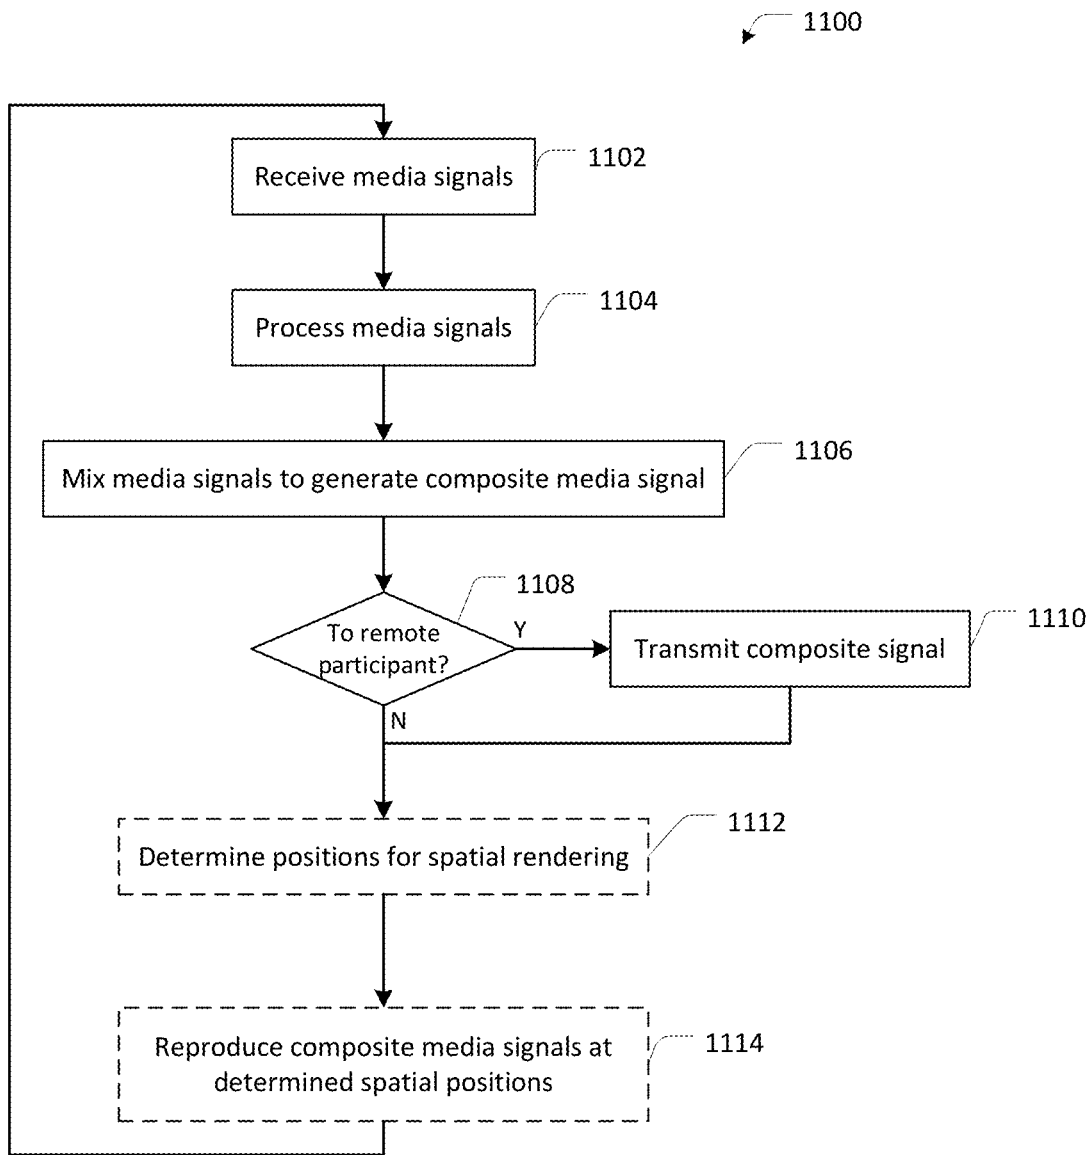 1100
Receive media signals
1102
Process media signals
1104
Mix media signals to generate composite media signal
1106
To remote
participant?
1108
Y
N
Transmit composite signal
1110
Determine positions for spatial rendering
1112
Reproduce composite media signals at
determined spatial positions
1114